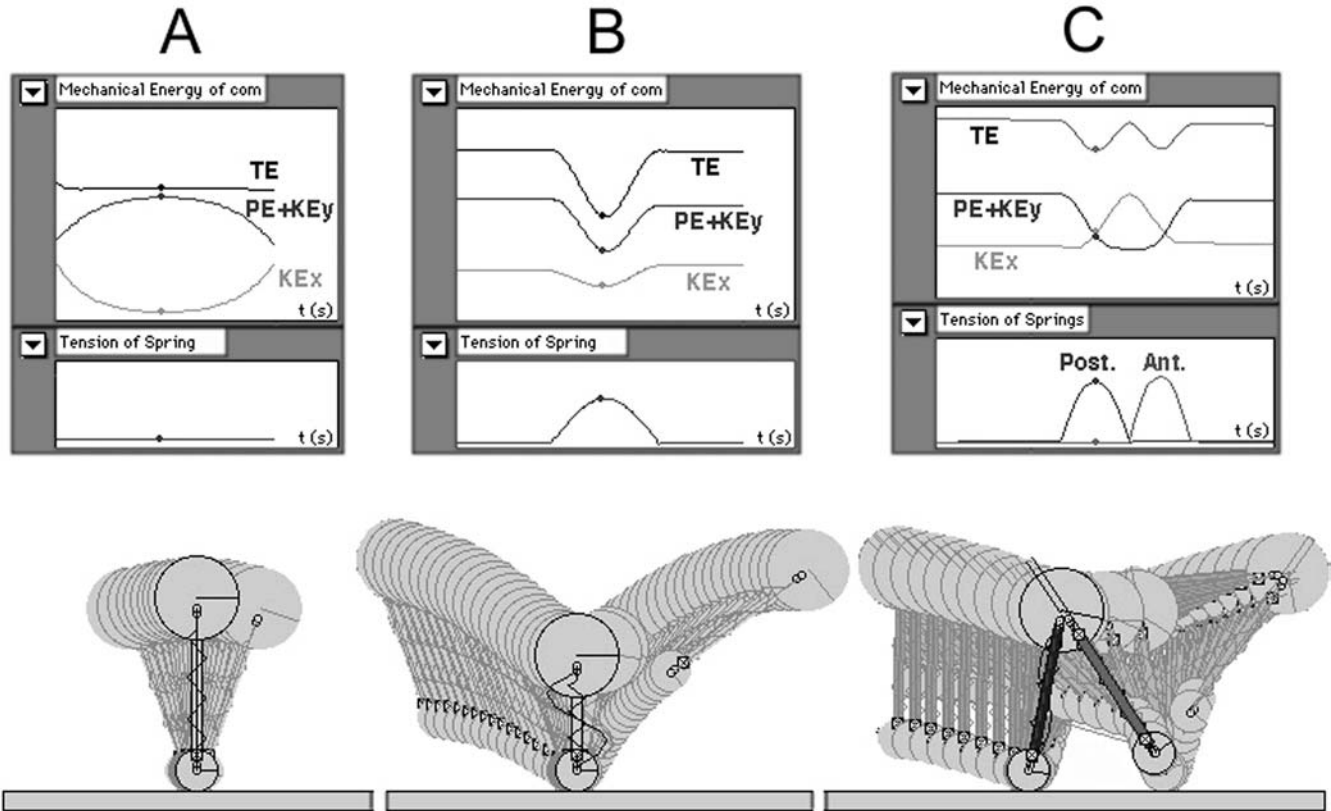 A
B
C
Mechanical Energy of com
TE
PE+KEy
KEx
t (s)
Tension of Spring
t (s)
Mechanical Energy of com
TE
PE+KEy
KEx
t (s)
Tension of Spring
t (s)
Mechanical Energy of com
TE
PE+KEy
KEx
t (s)
Tension of Springs
Post. Ant.
t (s)